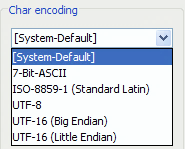 Char encoding
[System-Default]
[System-Default]
7-Bit-ASCII
ISO-8859-1 (Standard Latin)
UTF-8
UTF-16 (Big Endian)
UTF-16 (Little Endian)